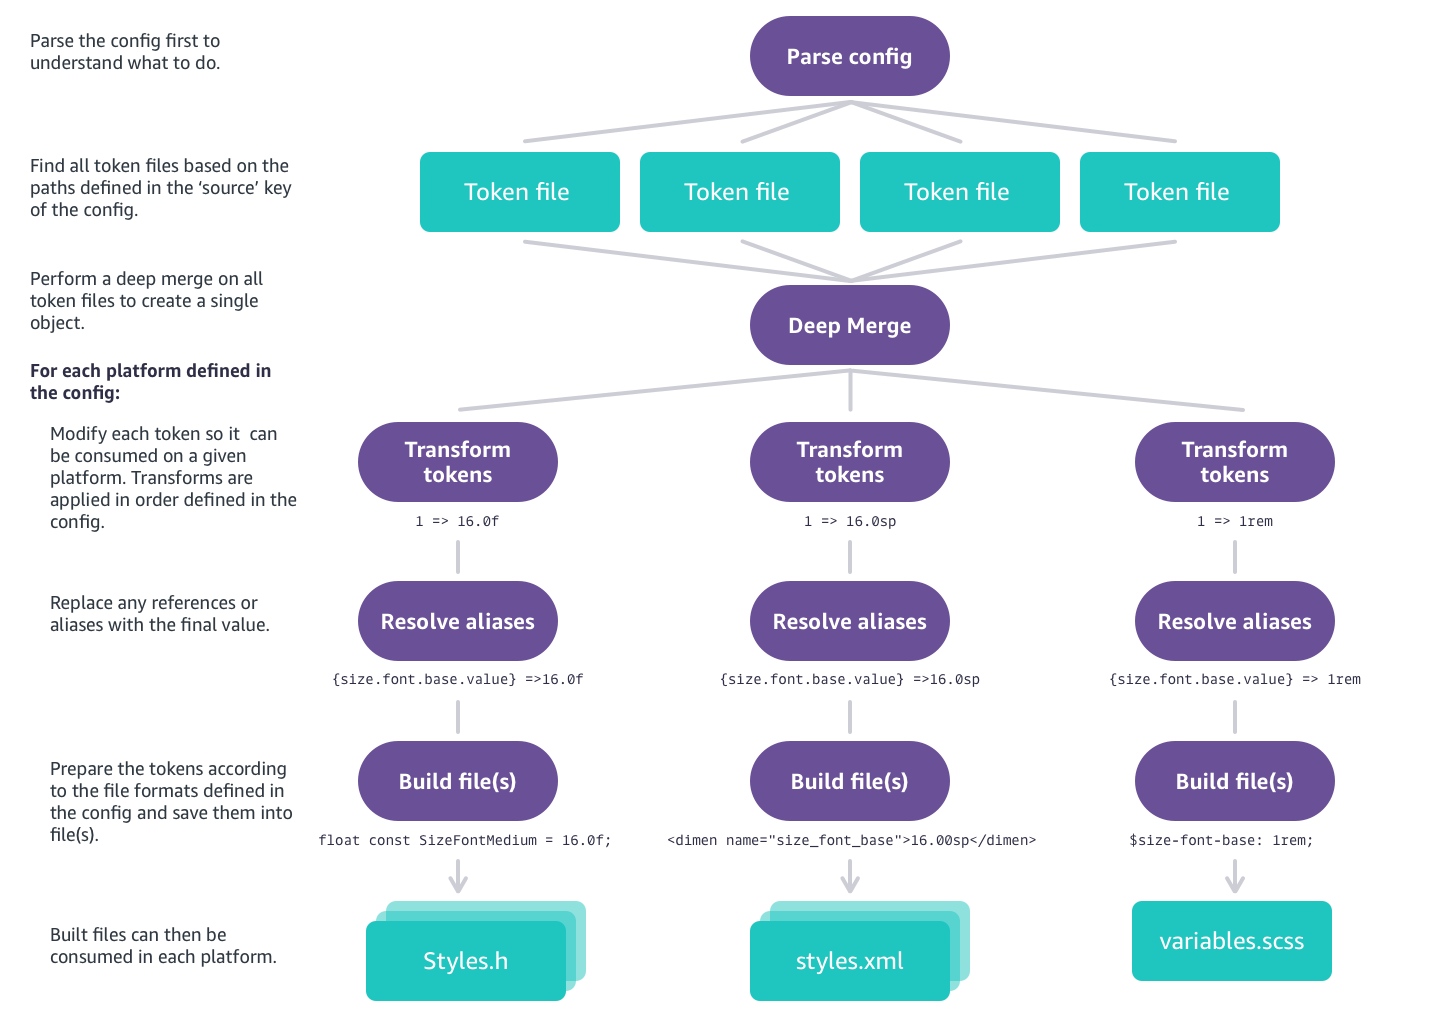 Parse the config first to
understand what to do.
Parse config
Find all token files based on the
paths defined in the ‘source’ key
of the config.
Token file
Token file
Token file
Token file
Perform a deep merge on all
token files to create a single
object.
Deep Merge
For each platform defined in
the config:
Modify each token so it  can
be consumed on a given
platform. Transforms are
applied in order defined in the
config.
Transform
tokens
1 => 16.0f
Transform
tokens
1 => 16.0sp
Transform
tokens
1 => 1rem
Replace any references or
aliases with the final value.
Resolve aliases
{size.font.base.value} =>16.0f
Resolve aliases
{size.font.base.value} =>16.0sp
Resolve aliases
{size.font.base.value} => 1rem
Prepare the tokens according
to the file formats defined in
the config and save them into
file(s).
Build file(s)
float const SizeFontMedium = 16.0f;
Build file(s)
<dimen name="size_font_base">16.00sp</dimen>
Build file(s)
$size-font-base: 1rem;
Built files can then be
consumed in each platform.
Styles.h
styles.xml
variables.scss